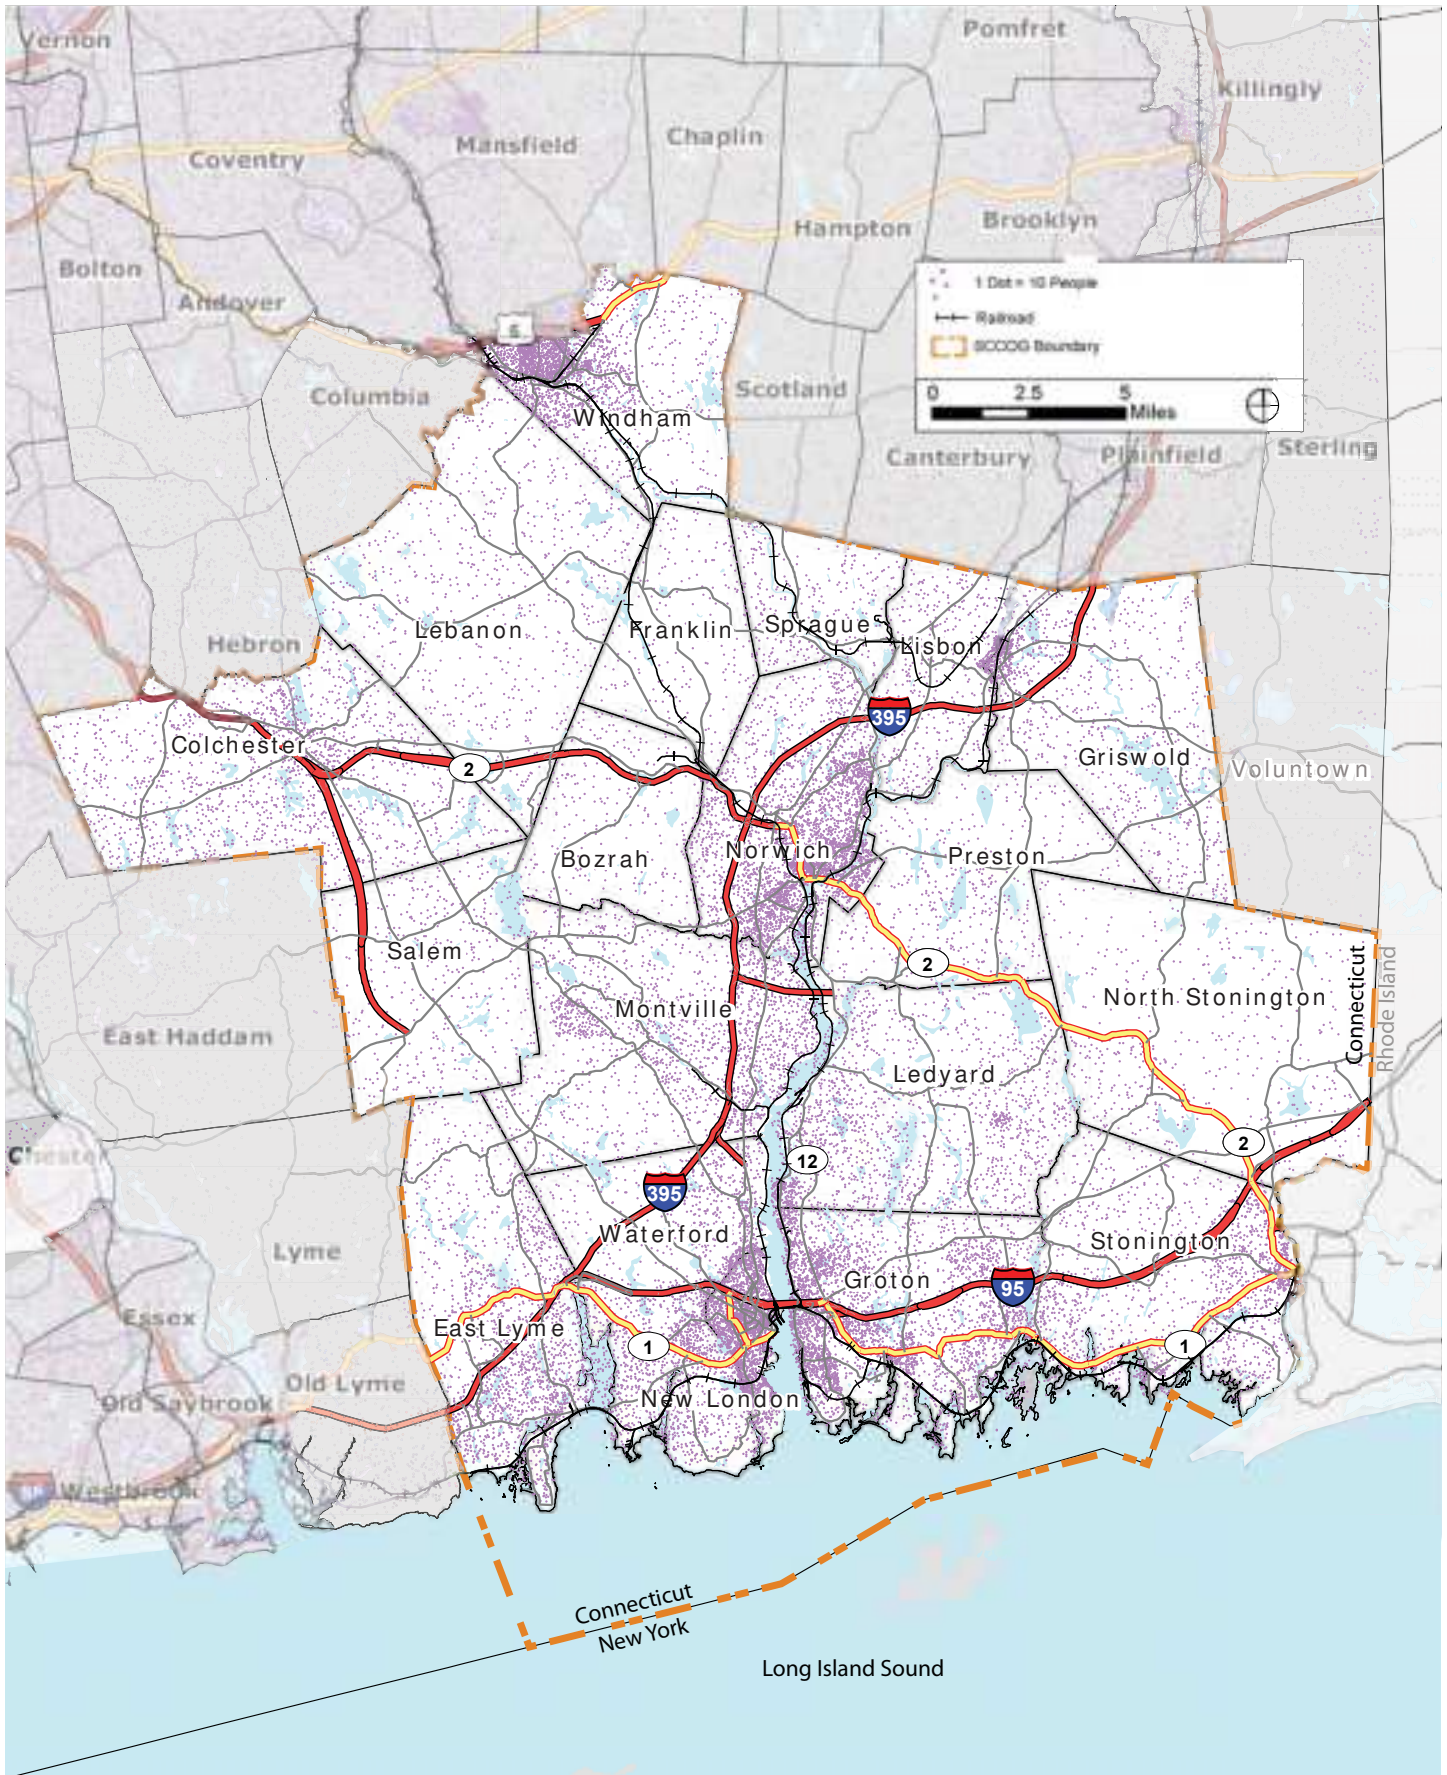 Vernon
Pomfret
Killingly
Coventry
Mansfield
Chaplin
Hampton
Brooklyn
Bolton
Andover
1 Dot = 10 People
Railroad
SCCOG Boundary
0 2.5 5
Miles
6
Columbia
Scotland
Windham
Canterbury
Plainfield
Sterling
Lebanon
Franklin
Sprague
Lisbon
Hebron
395
Colchester
2
Griswold
Voluntown
Bozrah
Norwich
Preston
Salem
2
Montville
North Stonington
Connecticut
Rhode Island
East Haddam
Ledyard
2
Chester
12
395
Waterford
Stonington
Lyme
Groton
95
Essex
East Lyme
1
1
Old Lyme
Old Saybrook
New London
Westbrook
Connecticut
New York
Long Island Sound